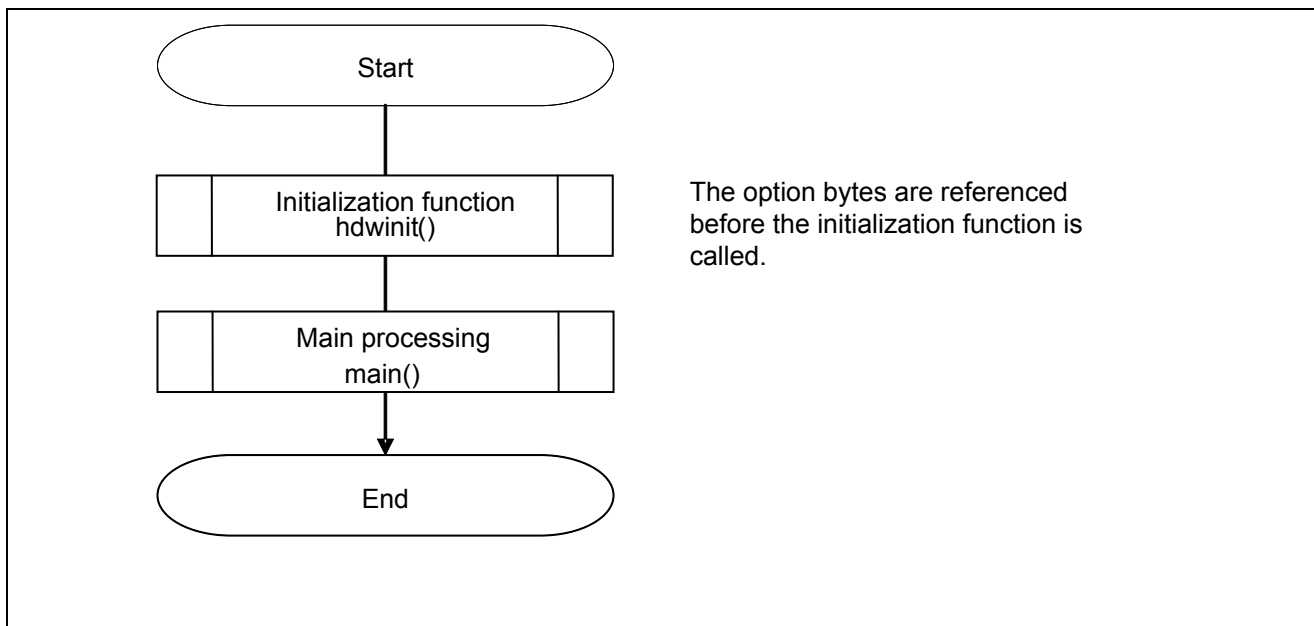 Start
Initialization function
hdwinit()
The option bytes are referenced
before the initialization function is
called.
Main processing
main()
End